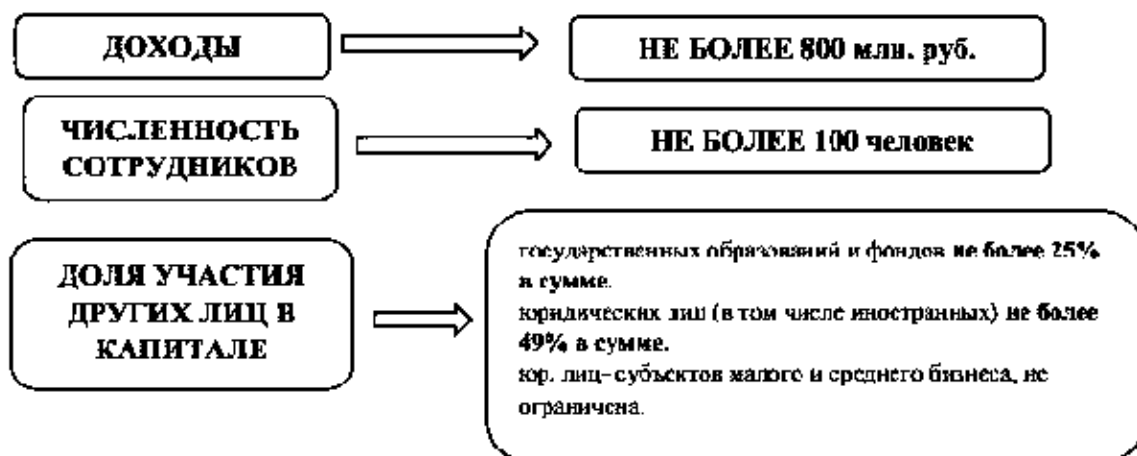 ДОХОДЫ
НЕ БОЛЕЕ 800 млн. руб.
ЧИСЛЕННОСТЬ
СОТРУДНИКОВ
НЕ БОЛЕЕ 100 человек
ДОЛЯ УЧАСТИЯ
ДРУГИХ ЛИЦ В
КАПИТАЛЕ
государственных образований и фондов не более 25%
в сумме.
юридических лиц (в том числе иностранных) не более
49% в сумме.
юр. лиц-субъектов малого и среднего бизнеса, не
ограничена.